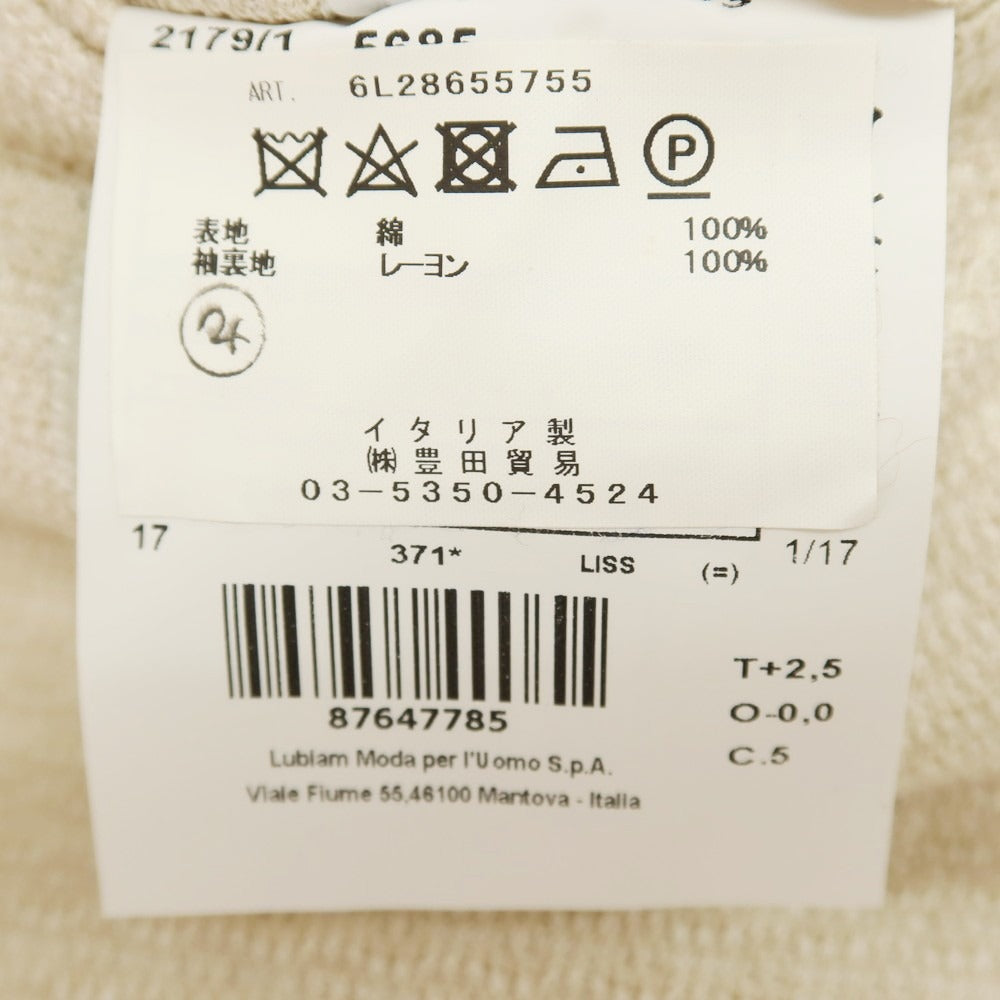 2179/1 5685
ART. 6L28655755
P
表地 綿 100%
袖裏地 レーヨン 100%
イタリア製
㈱豊田貿易
03-5350-4524
17 371* LISS (=) 1/17
87647785
T+2,5
O-0,0
C.5
Lubiam Moda per l'Uomo S.p.A.
Viale Fiume 55,46100 Mantova - Italia